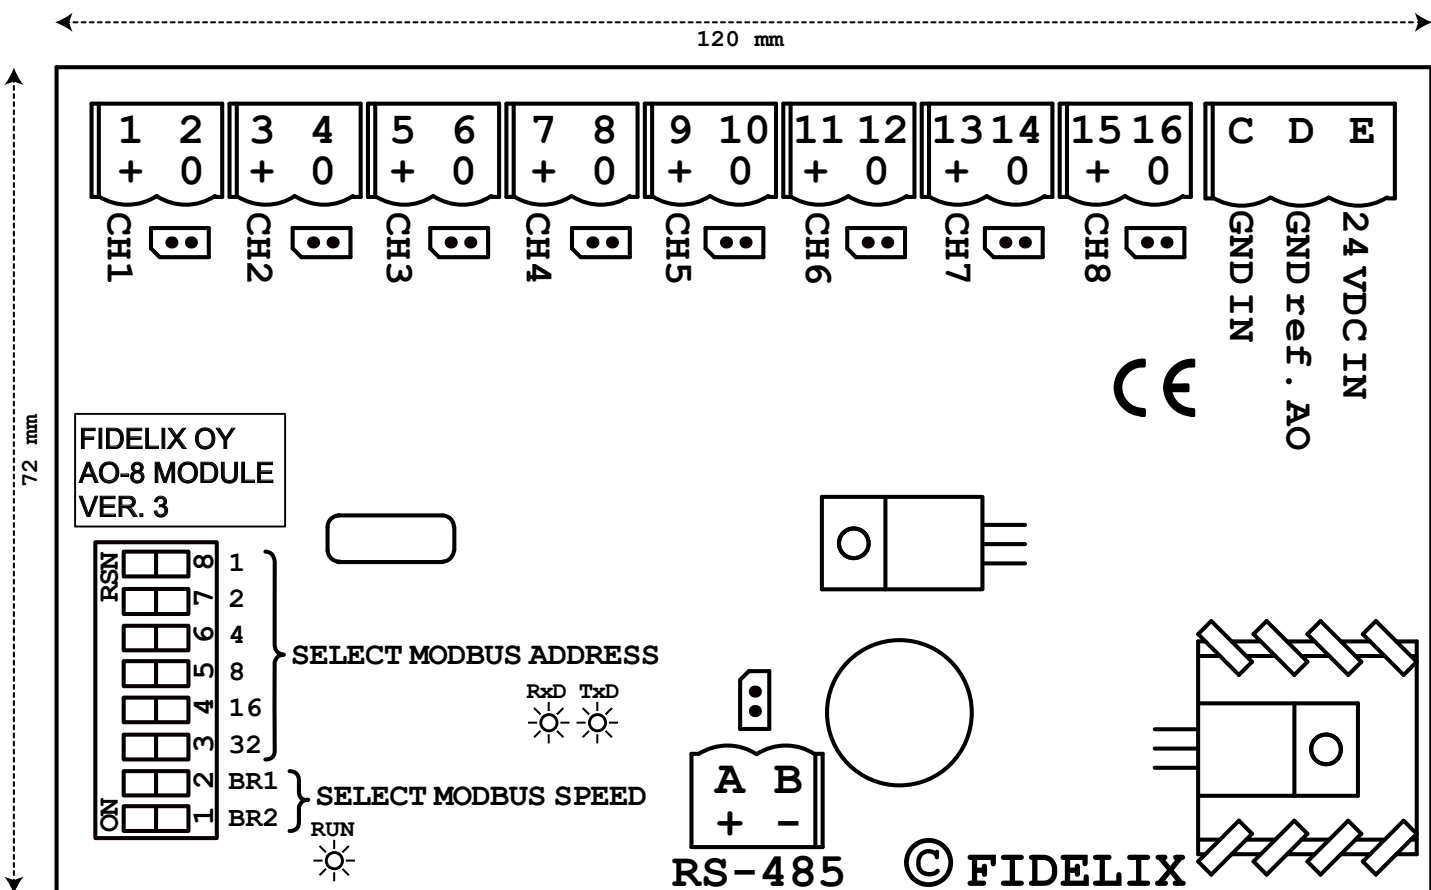 120 mm
72 mm
1 2 3 4 5 6 7 8 9 10 11 12 13 14 15 16 C D E
+ 0 + 0 + 0 + 0 + 0 + 0 + 0 + 0
CH1 CH2 CH3 CH4 CH5 CH6 CH7 CH8
GND IN
GND ref. AO
24 VDC IN
CE
FIDELIX OY
AO-8 MODULE
VER. 3
RSN
8 1
7 2
6 4
5 8
4 16
3 32
2 BR1
1 BR2
ON
SELECT MODBUS ADDRESS
SELECT MODBUS SPEED
RxD TxD
RUN
A B
+ -
RS-485
© FIDELIX